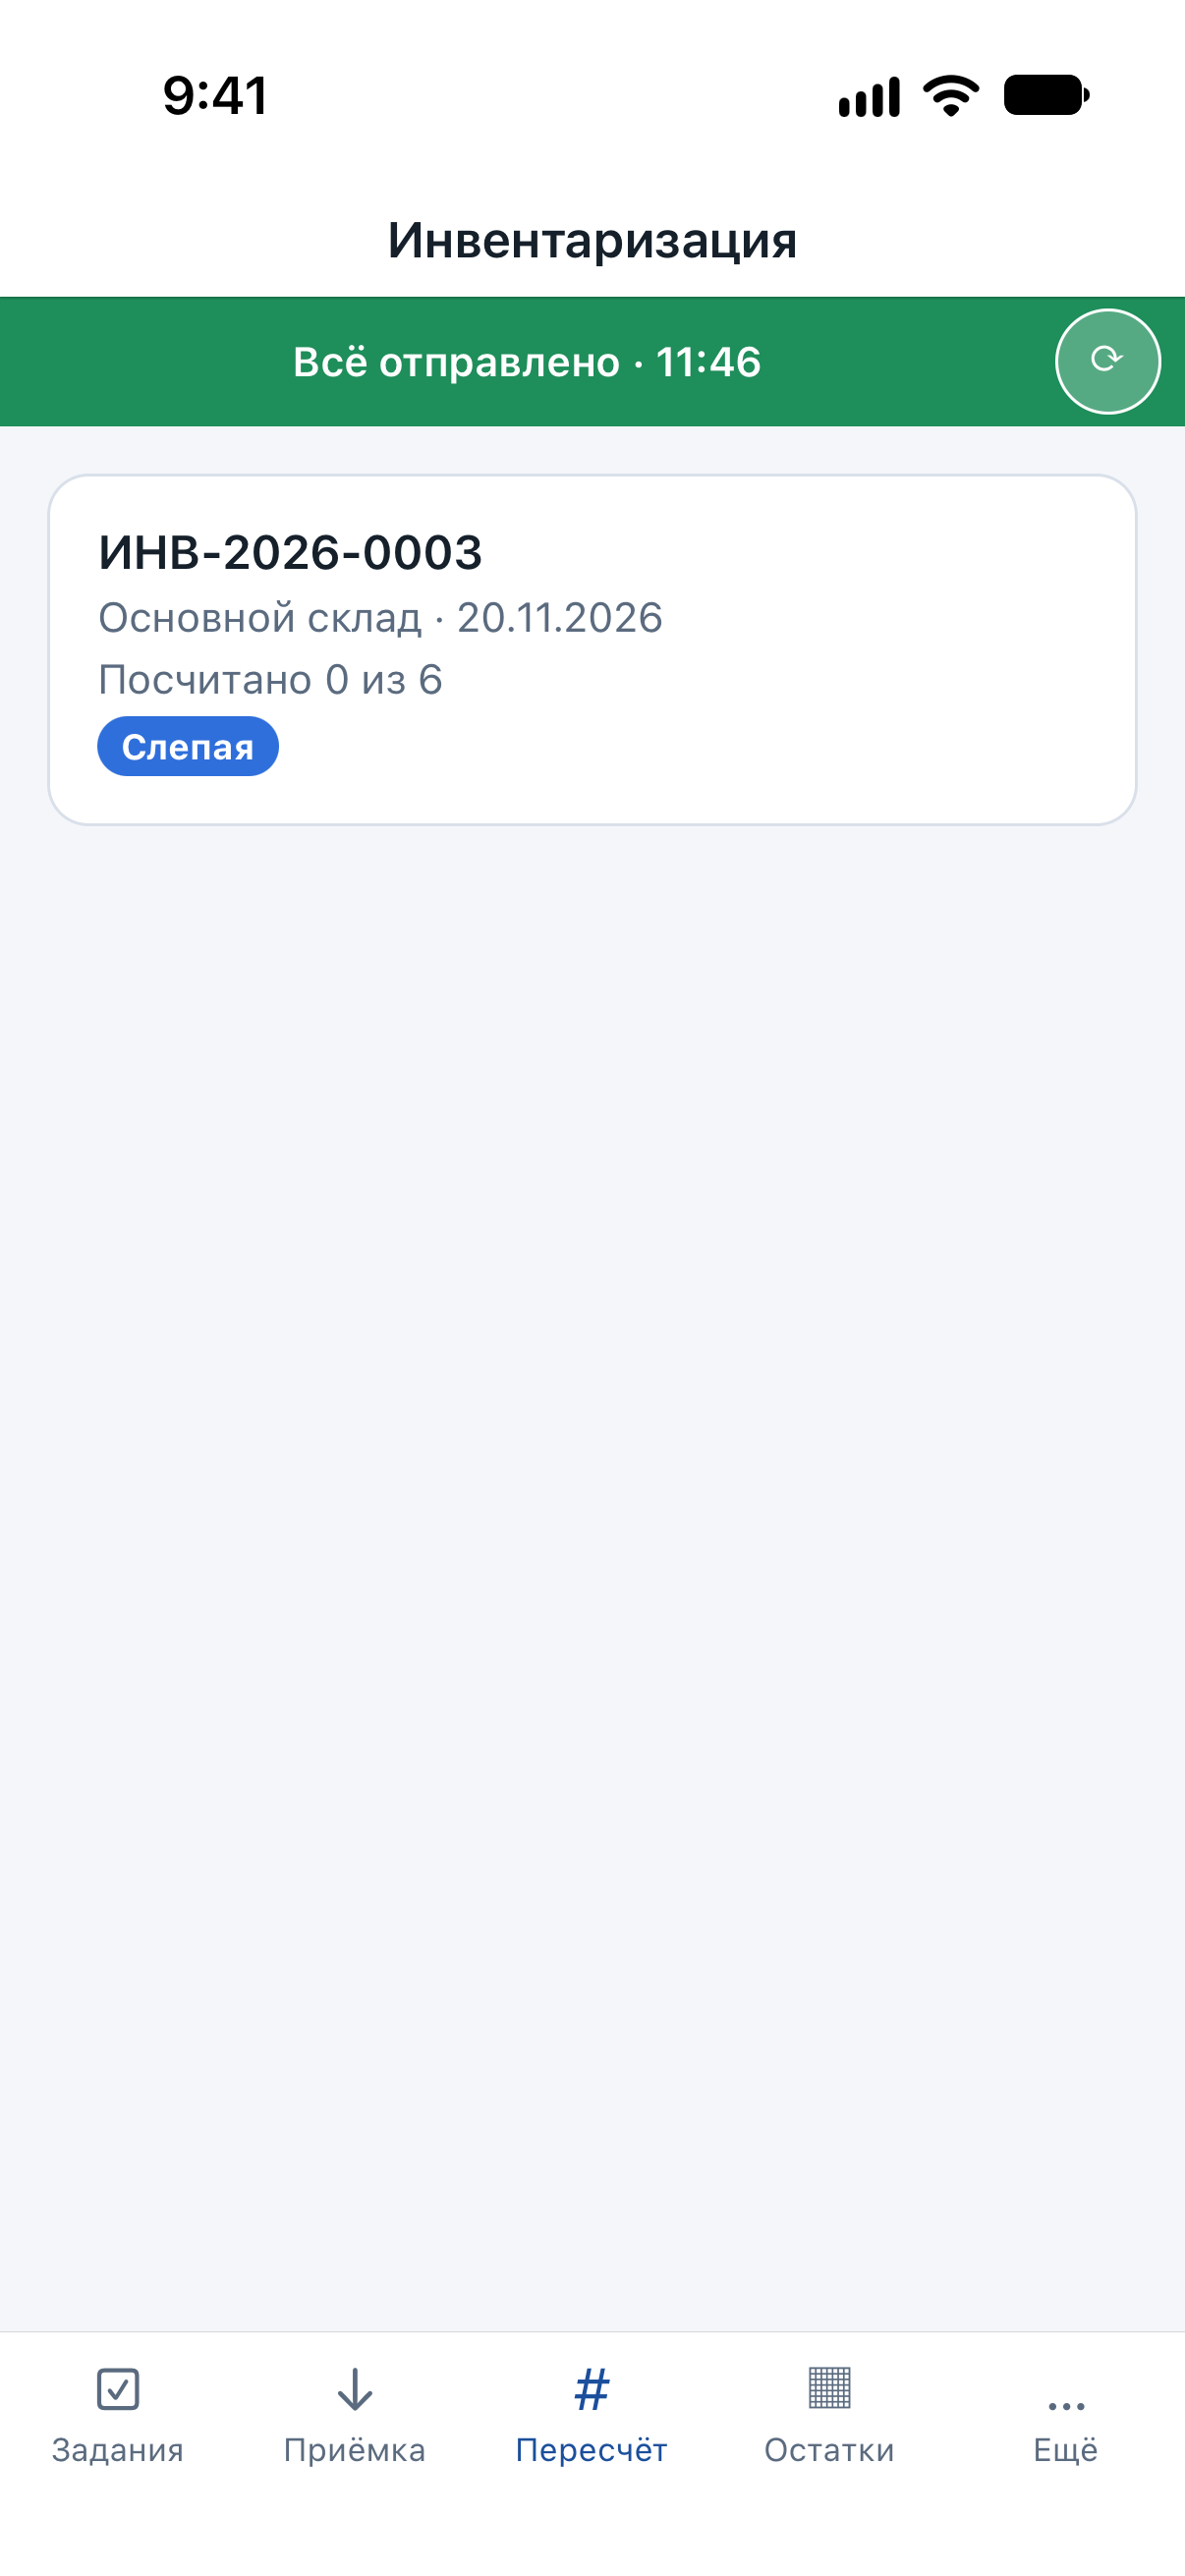 9:41
Инвентаризация
Всё отправлено · 11:46
ИНВ-2026-0003
Основной склад · 20.11.2026
Посчитано 0 из 6
Слепая
Задания
Приёмка
# Пересчёт
Остатки
... Ещё